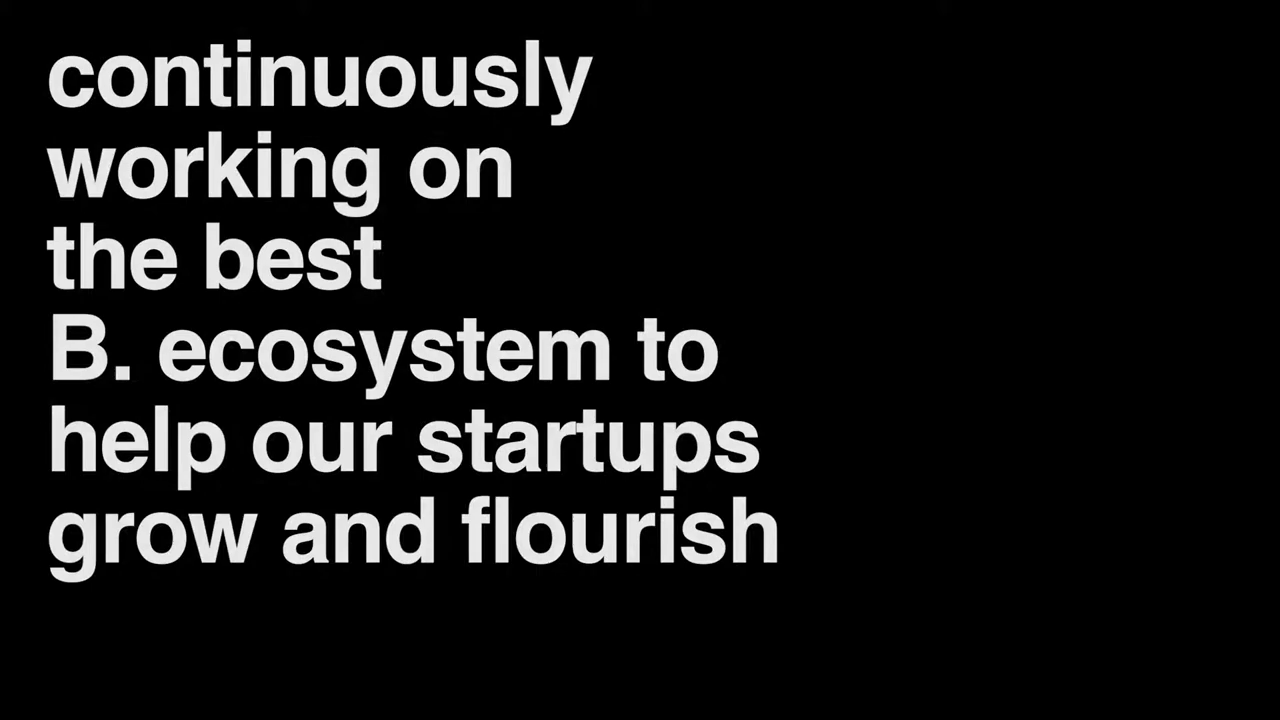 continuously
working on
the best
B. ecosystem to
help our startups
grow and flourish